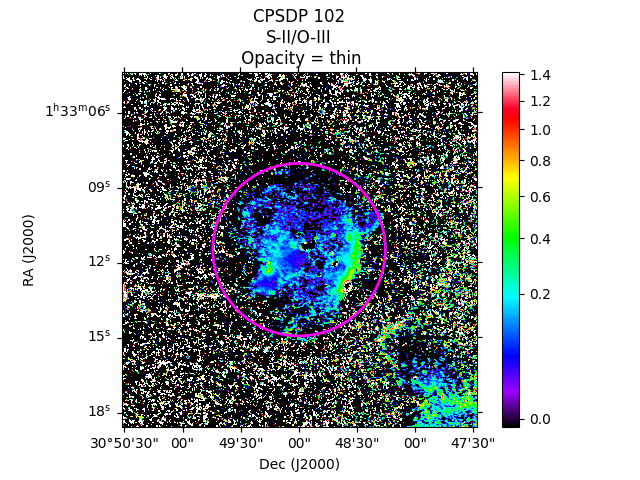 CPSDP 102
S-II/O-III
Opacity = thin
1.4
1.2
1.0
0.8
0.6
0.4
0.2
0.0
1ʰ33ᵐ06ˢ
09ˢ
12ˢ
15ˢ
18ˢ
RA (J2000)
30°50'30" 00" 49'30" 00" 48'30" 00" 47'30"
Dec (J2000)